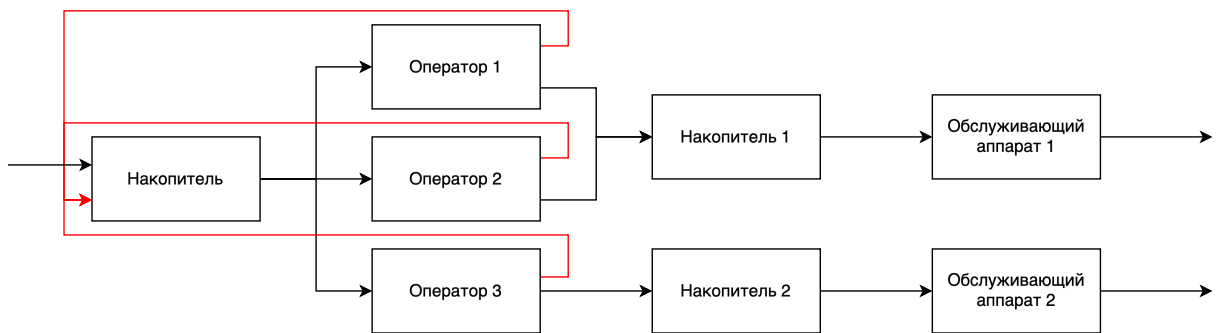 Оператор 1
Накопитель 1
Обслуживающий
аппарат 1
Накопитель
Оператор 2
Оператор 3
Накопитель 2
Обслуживающий
аппарат 2